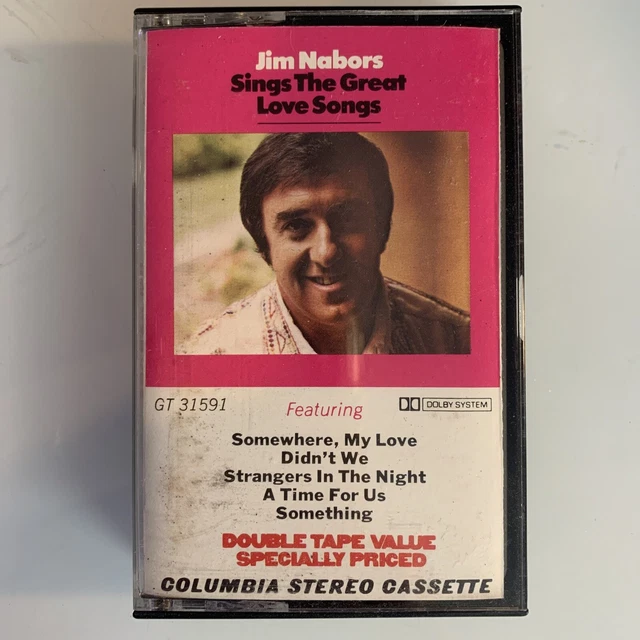 Jim Nabors
Sings The Great
Love Songs
GT 31591
Featuring
DOLBY SYSTEM
Somewhere, My Love
Didn't We
Strangers In The Night
A Time For Us
Something
DOUBLE TAPE VALUE
SPECIALLY PRICED
COLUMBIA STEREO CASSETTE